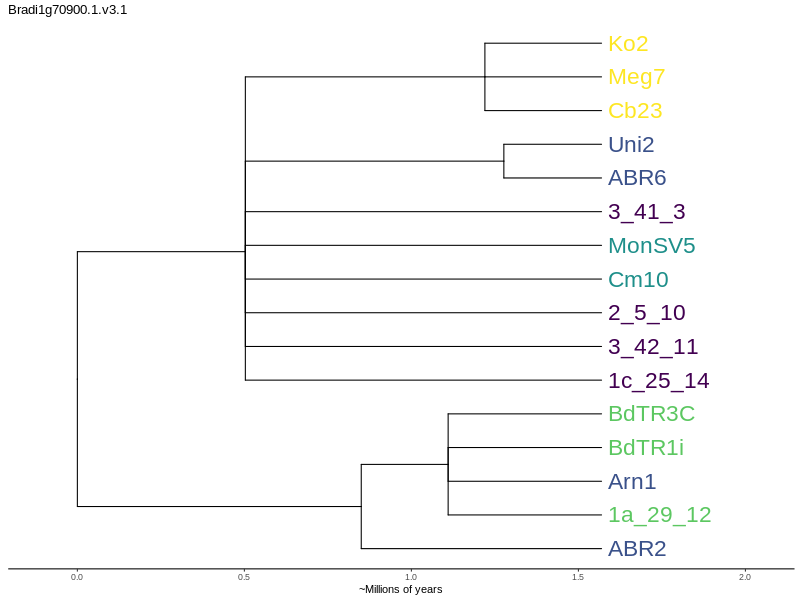 Bradi1g70900.1.v3.1
Ko2
Meg7
Cb23
Uni2
ABR6
3_41_3
MonSV5
Cm10
2_5_10
3_42_11
1c_25_14
BdTR3C
BdTR1i
Arn1
1a_29_12
ABR2
0.0 0.5 1.0 1.5 2.0
~Millions of years